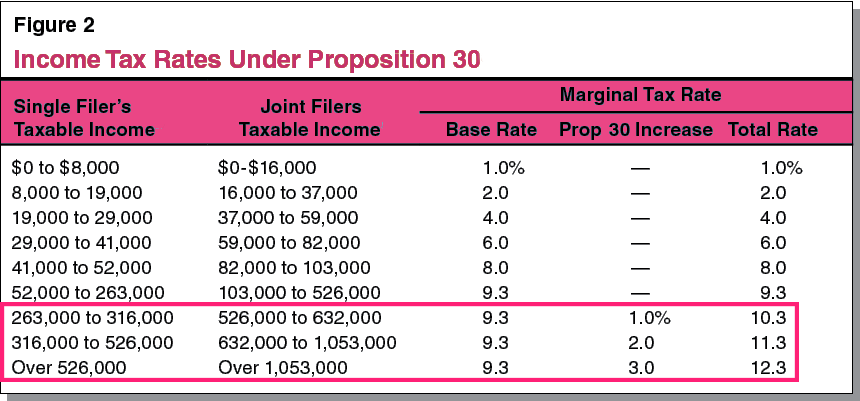 Figure 2
Income Tax Rates Under Proposition 30
Marginal Tax Rate
Single Filer's Taxable Income Joint Filers Taxable Income Base Rate Prop 30 Increase Total Rate
$0 to $8,000 $0-$16,000 1.0% — 1.0%
8,000 to 19,000 16,000 to 37,000 2.0 — 2.0
19,000 to 29,000 37,000 to 59,000 4.0 — 4.0
29,000 to 41,000 59,000 to 82,000 6.0 — 6.0
41,000 to 52,000 82,000 to 103,000 8.0 — 8.0
52,000 to 263,000 103,000 to 526,000 9.3 — 9.3
263,000 to 316,000 526,000 to 632,000 9.3 1.0% 10.3
316,000 to 526,000 632,000 to 1,053,000 9.3 2.0 11.3
Over 526,000 Over 1,053,000 9.3 3.0 12.3